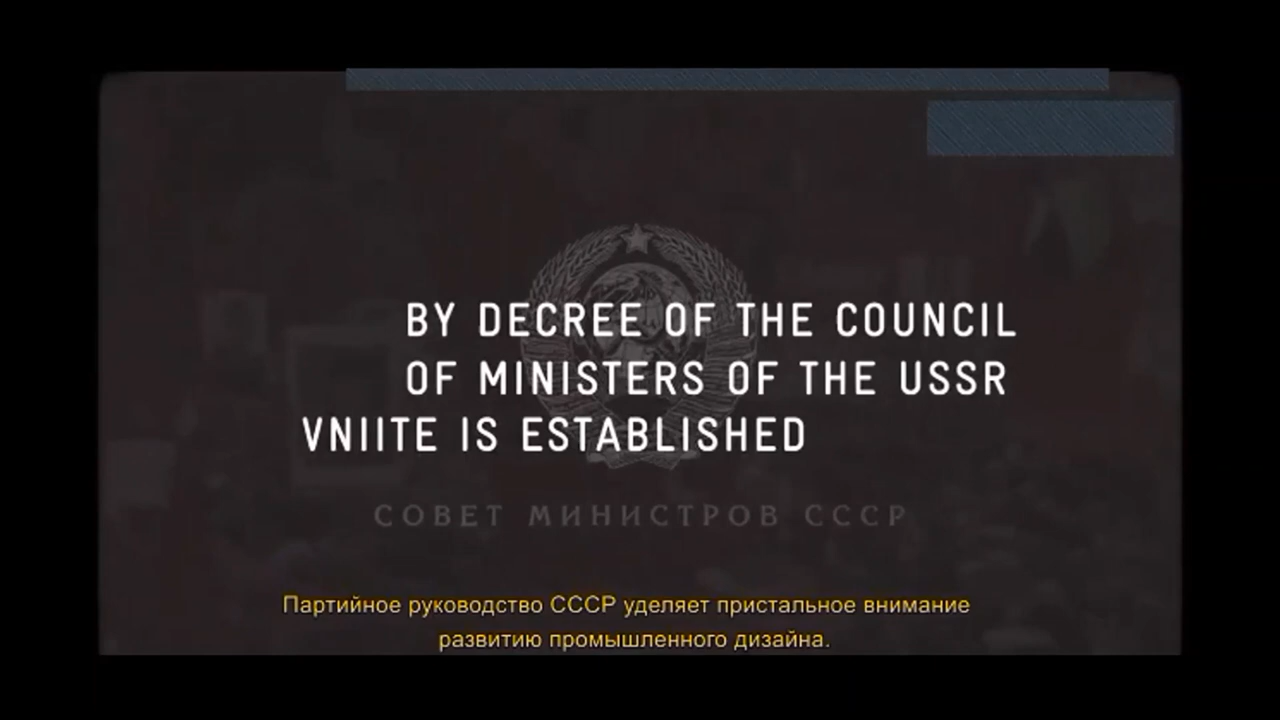 BY DECREE OF THE COUNCIL
OF MINISTERS OF THE USSR
VNIITE IS ESTABLISHED
СОВЕТ МИНИСТРОВ СССР
Партийное руководство СССР уделяет пристальное внимание
развитию промышленного дизайна.